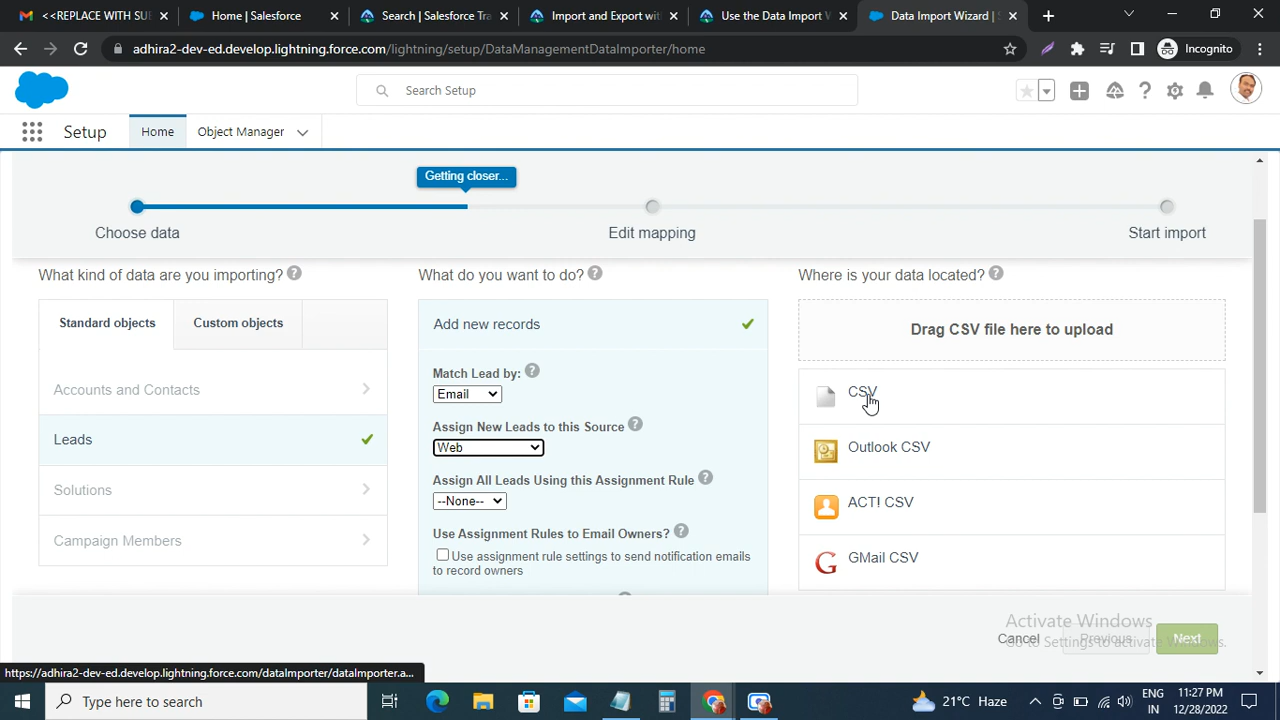 <<REPLACE WITH SUB
Home | Salesforce
Search | Salesforce Tra
Import and Export wit
Use the Data Import W
Data Import Wizard | S
adhira2-dev-ed.develop.lightning.force.com/lightning/setup/DataManagementDataImporter/home
Incognito
Search Setup
Setup
Home
Object Manager
Getting closer...
Choose data
Edit mapping
Start import
What kind of data are you importing? ?
What do you want to do? ?
Where is your data located? ?
Standard objects
Custom objects
Accounts and Contacts
Leads
Solutions
Campaign Members
Add new records
Match Lead by: ?
Email
Assign New Leads to this Source ?
Web
Assign All Leads Using this Assignment Rule ?
--None--
Use Assignment Rules to Email Owners? ?
Use assignment rule settings to send notification emails
to record owners
Drag CSV file here to upload
CSV
Outlook CSV
ACT! CSV
GMail CSV
Activate Windows
Go to Settings to activate Windows.
Cancel
Previous
Next
https://adhira2-dev-ed.develop.lightning.force.com/dataImporter/dataImporter.a...
Type here to search
21°C Haze
ENG
IN
11:27 PM
12/28/2022